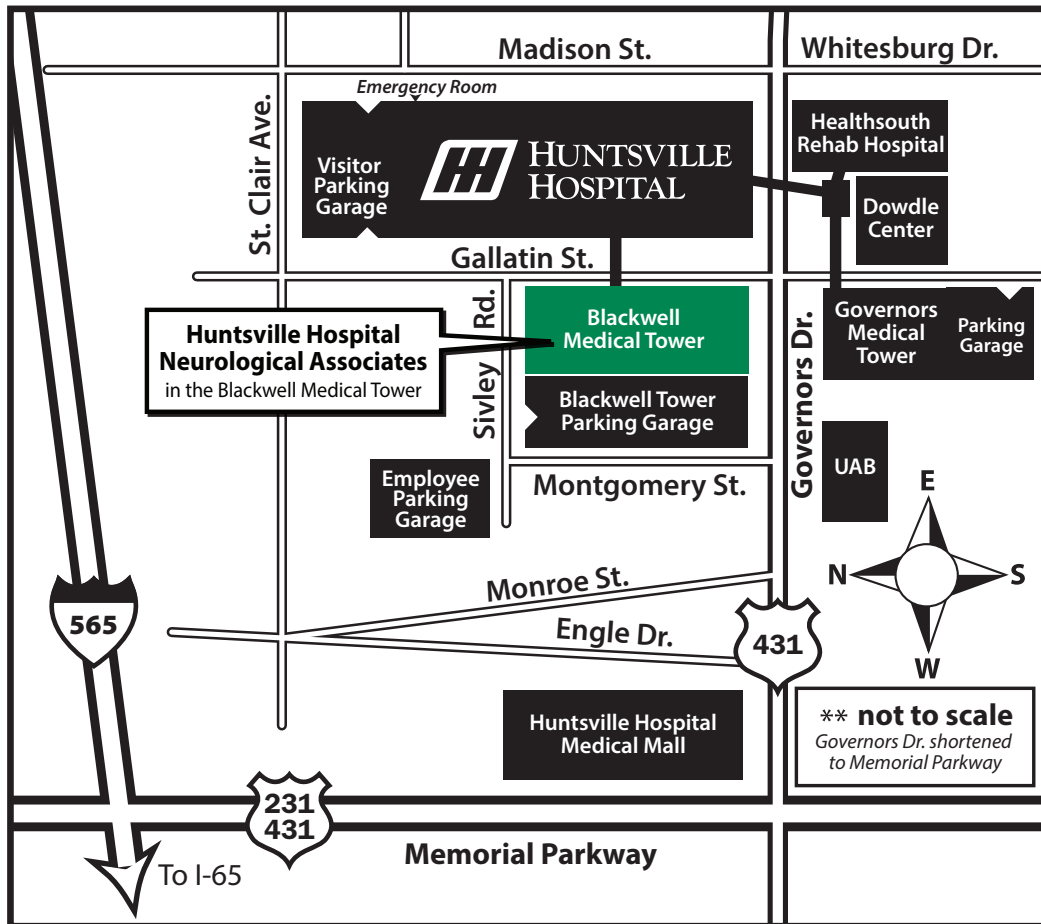 Madison St.
Whitesburg Dr.
Emergency Room
St. Clair Ave.
Visitor
Parking
Garage
HUNTSVILLE
HOSPITAL
Healthsouth
Rehab Hospital
Dowdle
Center
Gallatin St.
Sivley Rd.
Blackwell
Medical Tower
Huntsville Hospital
Neurological Associates
in the Blackwell Medical Tower
Governors Dr.
Governors
Medical
Tower
Parking
Garage
Blackwell Tower
Parking Garage
UAB
Employee
Parking
Garage
Montgomery St.
E
N
S
W
Monroe St.
Engle Dr.
565
431
Huntsville Hospital
Medical Mall
** not to scale
Governors Dr. shortened
to Memorial Parkway
231
431
Memorial Parkway
To I-65